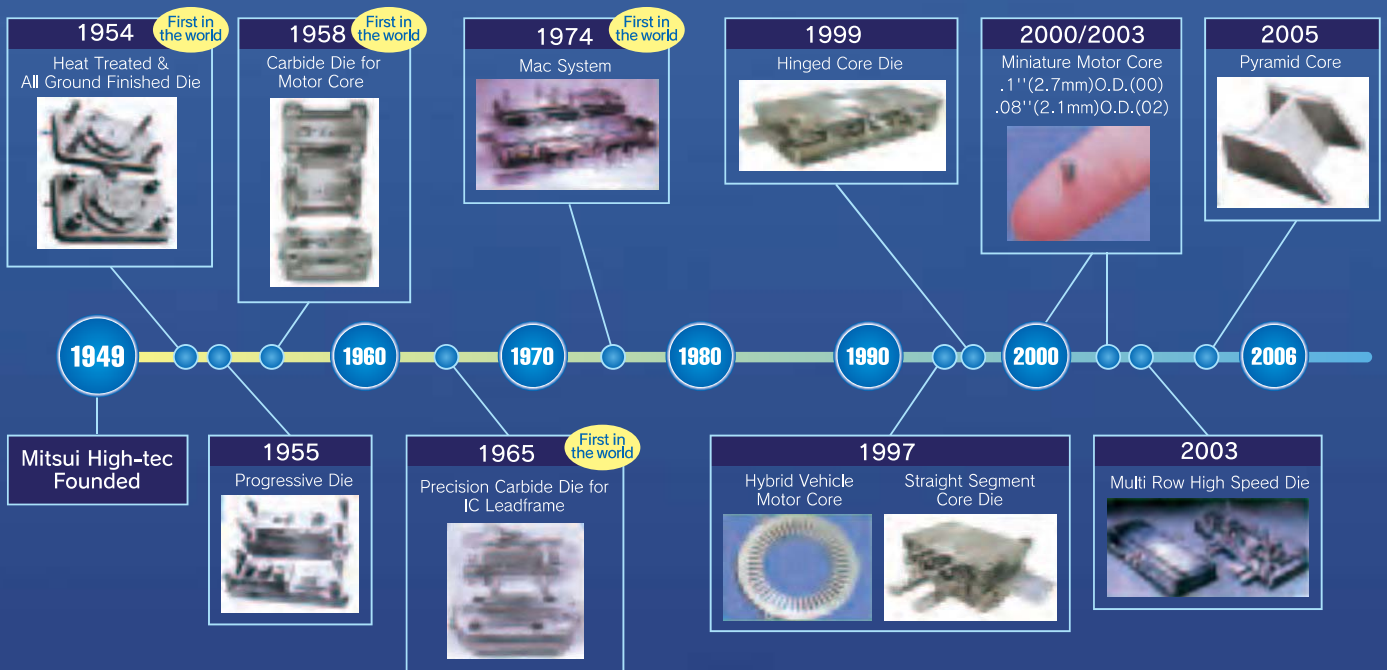 1954
First in
the world
Heat Treated &
All Ground Finished Die
1958
First in
the world
Carbide Die for
Motor Core
1974
First in
the world
Mac System
1999
Hinged Core Die
2000/2003
Miniature Motor Core
.1''(2.7mm)O.D.(00)
.08''(2.1mm)O.D.(02)
2005
Pyramid Core
1949
1960
1970
1980
1990
2000
2006
Mitsui High-tec
Founded
1955
Progressive Die
1965
First in
the world
Precision Carbide Die for
IC Leadframe
1997
Hybrid Vehicle
Motor Core
Straight Segment
Core Die
2003
Multi Row High Speed Die